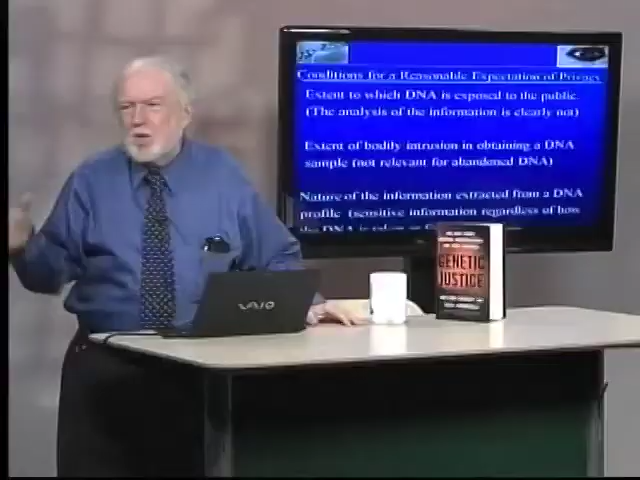 Conditions for a Reasonable Expectation of Privacy
Extent to which DNA is exposed to the public.
(The analysis of the information is clearly not)
Extent of bodily intrusion in obtaining a DNA
sample (not relevant for abandoned DNA)
Nature of the information extracted from a DNA
profile (sensitive information regardless of how
VAIO
GENETIC
JUSTICE